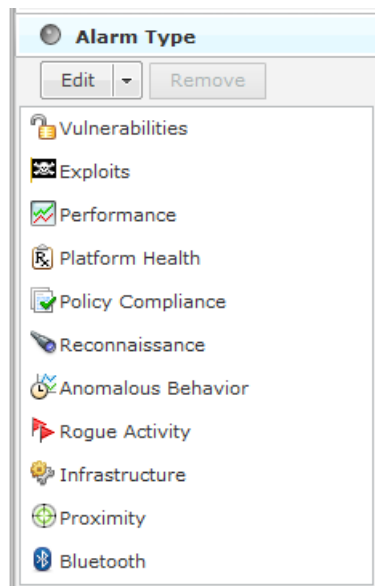 Alarm Type
Edit Remove
Vulnerabilities
Exploits
Performance
Platform Health
Policy Compliance
Reconnaissance
Anomalous Behavior
Rogue Activity
Infrastructure
Proximity
Bluetooth